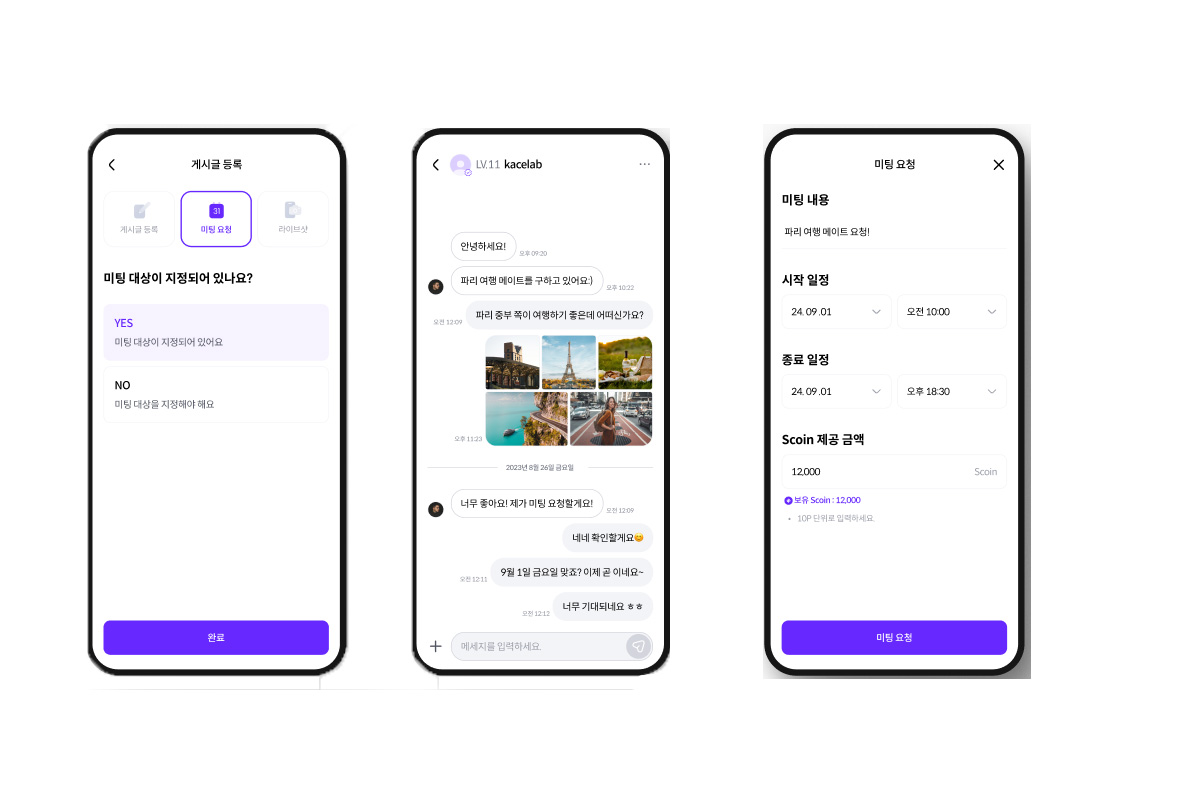 게시글 등록
31
게시글 등록
미팅 요청
라이브샷
미팅 대상이 지정되어 있나요?
YES
미팅 대상이 지정되어 있어요
NO
미팅 대상을 지정해야 해요
완료
LV.11 kacelab
안녕하세요!
오후 09:20
파리 여행 메이트를 구하고 있어요:)
오후 10:22
파리 중부 쪽이 여행하기 좋은데 어떠신가요?
오전 12:09
오후 11:23
2023년 8월 26일 금요일
너무 좋아요! 제가 미팅 요청할게요!
오전 12:09
네네 확인할게요😊
9월 1일 금요일 맞죠? 이제 곧 이네요~
오전 12:11
너무 기대되네요 ㅎㅎ
오전 12:12
메세지를 입력하세요.
미팅 요청
미팅 내용
파리 여행 메이트 요청!
시작 일정
24. 09 .01
오전 10:00
종료 일정
24. 09 .01
오후 18:30
Scoin 제공 금액
12,000
Scoin
보유 Scoin : 12,000
• 10P 단위로 입력하세요.
미팅 요청